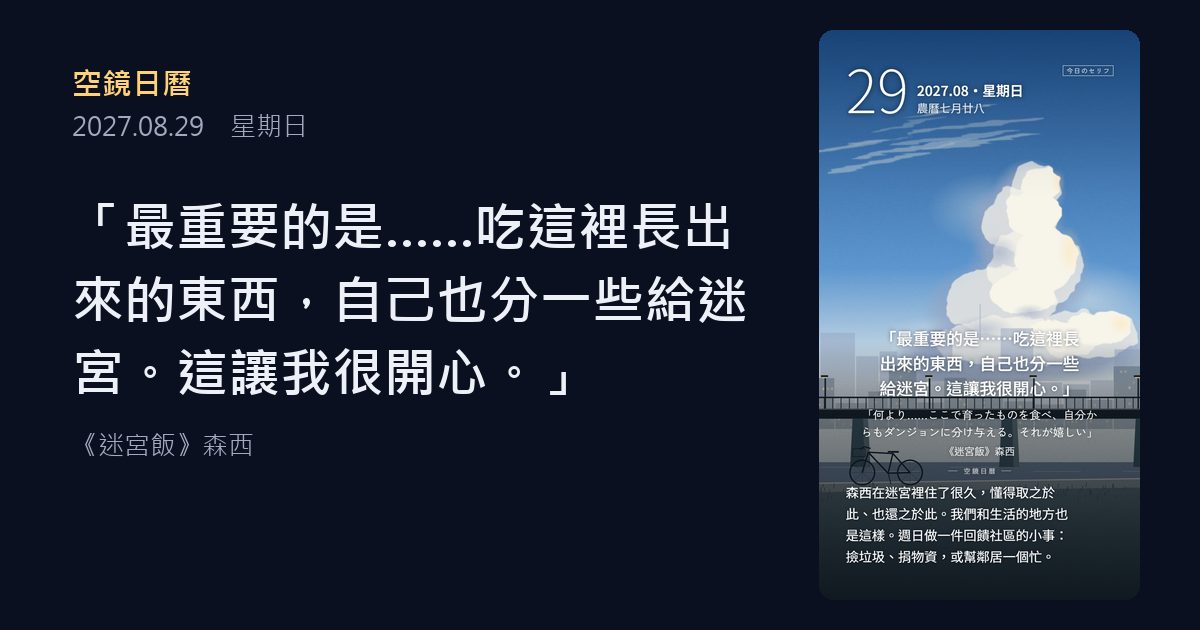 空鏡日曆
2027.08.29 星期日
「最重要的是……吃這裡長出
來的東西，自己也分一些給迷
宮。這讓我很開心。」
《迷宮飯》森西
29
2027.08・星期日
農曆七月廿八
今日のセリフ
「最重要的是……吃這裡長
出來的東西，自己也分一些
給迷宮。這讓我很開心。」
「何より……ここで育ったものを食べ、自分か
らもダンジョンに分け与える。それが嬉しい」
《迷宮飯》森西
— 空鏡日曆 —
森西在迷宮裡住了很久，懂得取之於
此、也還之於此。我們和生活的地方也
是這樣。週日做一件回饋社區的小事：
撿垃圾、捐物資，或幫鄰居一個忙。